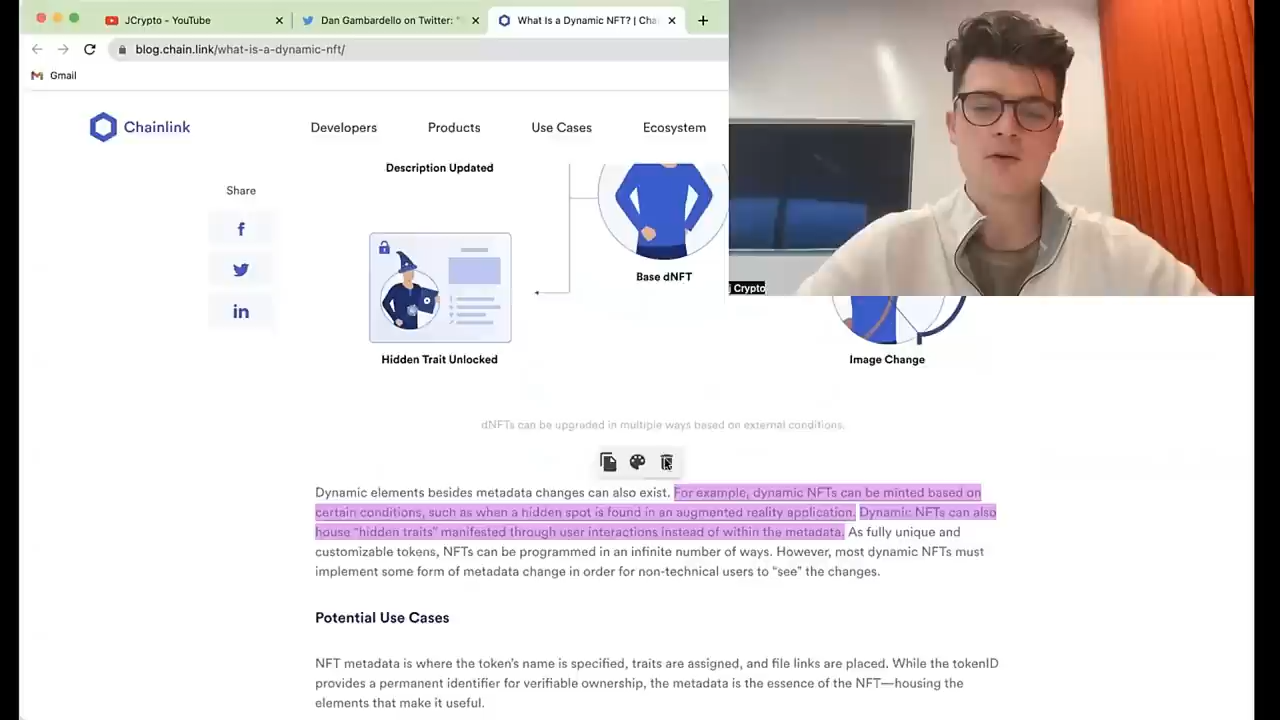 JCrypto - YouTube
Dan Gambardello on Twitter: "
What Is a Dynamic NFT? | Chai
blog.chain.link/what-is-a-dynamic-nft/
Gmail
Chainlink
Developers
Products
Use Cases
Ecosystem
Description Updated
Share
Base dNFT
j Crypto
Hidden Trait Unlocked
Image Change
dNFTs can be upgraded in multiple ways based on external conditions.
Dynamic elements besides metadata changes can also exist. For example, dynamic NFTs can be minted based on
certain conditions, such as when a hidden spot is found in an augmented reality application. Dynamic NFTs can also
house “hidden traits” manifested through user interactions instead of within the metadata. As fully unique and
customizable tokens, NFTs can be programmed in an infinite number of ways. However, most dynamic NFTs must
implement some form of metadata change in order for non-technical users to “see” the changes.
Potential Use Cases
NFT metadata is where the token’s name is specified, traits are assigned, and file links are placed. While the tokenID
provides a permanent identifier for verifiable ownership, the metadata is the essence of the NFT—housing the
elements that make it useful.